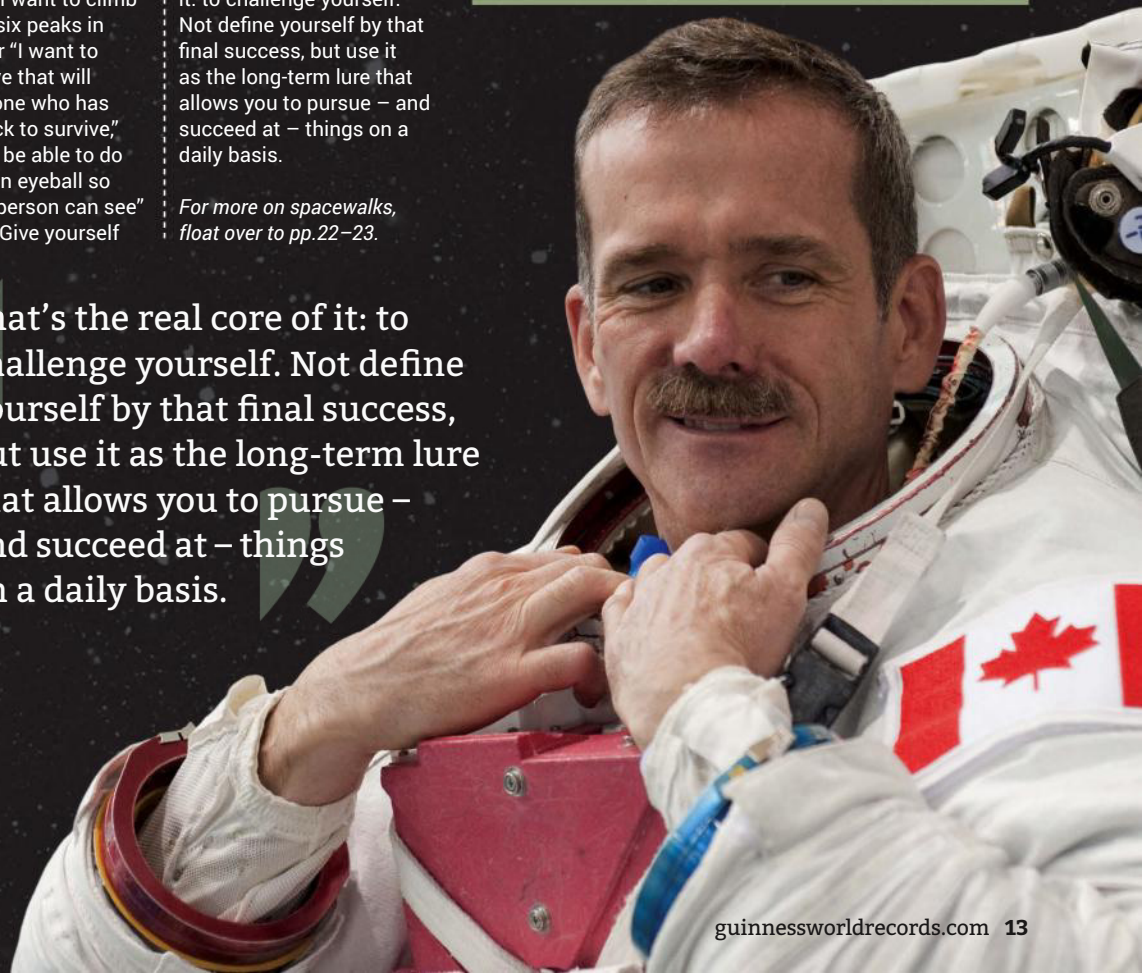 want to climb
six peaks in
r “I want to
e that will
one who has
ck to survive,”
be able to do
n eyeball so
person can see”
Give yourself
it: to challenge yourself.
Not define yourself by that
final success, but use it
as the long-term lure that
allows you to pursue – and
succeed at – things on a
daily basis.
For more on spacewalks,
float over to pp.22–23.
hat’s the real core of it: to
hallenge yourself. Not define
ourself by that final success,
ut use it as the long-term lure
at allows you to pursue –
nd succeed at – things
n a daily basis.
”
guinnessworldrecords.com 13